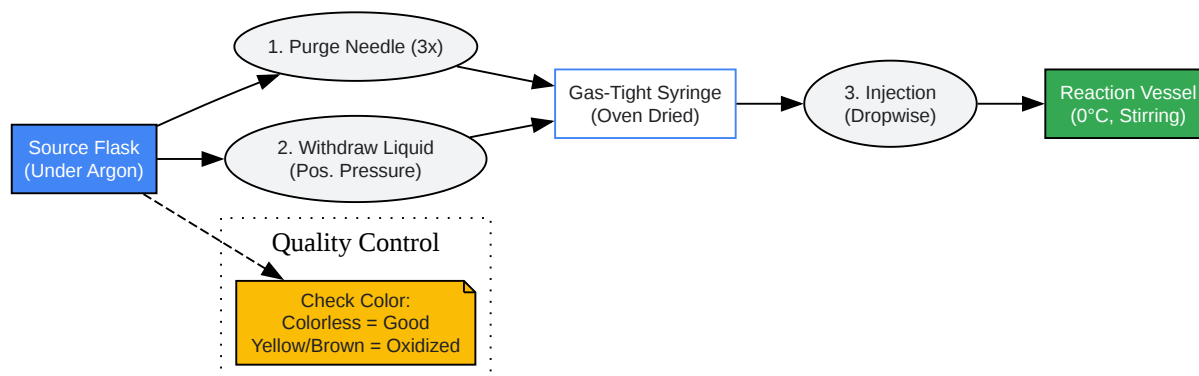 1. Purge Needle (3x)
Source Flask
(Under Argon)
2. Withdraw Liquid
(Pos. Pressure)
Gas-Tight Syringe
(Oven Dried)
3. Injection
(Dropwise)
Reaction Vessel
(0°C, Stirring)
Quality Control
Check Color:
Colorless = Good
Yellow/Brown = Oxidized